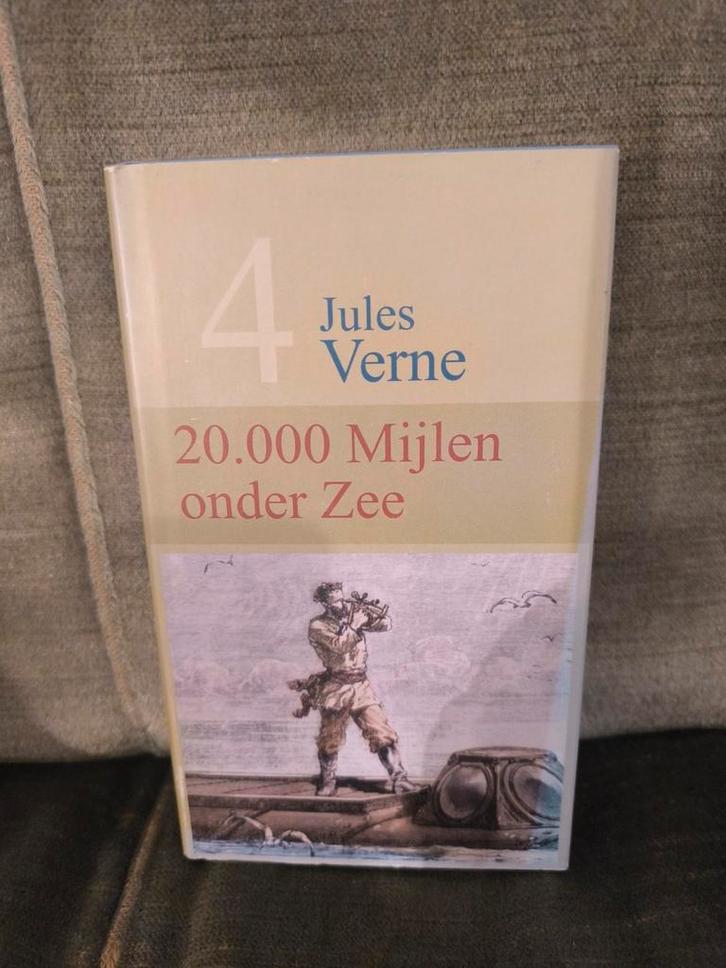 4
Jules
Verne
20.000 Mijlen
onder Zee